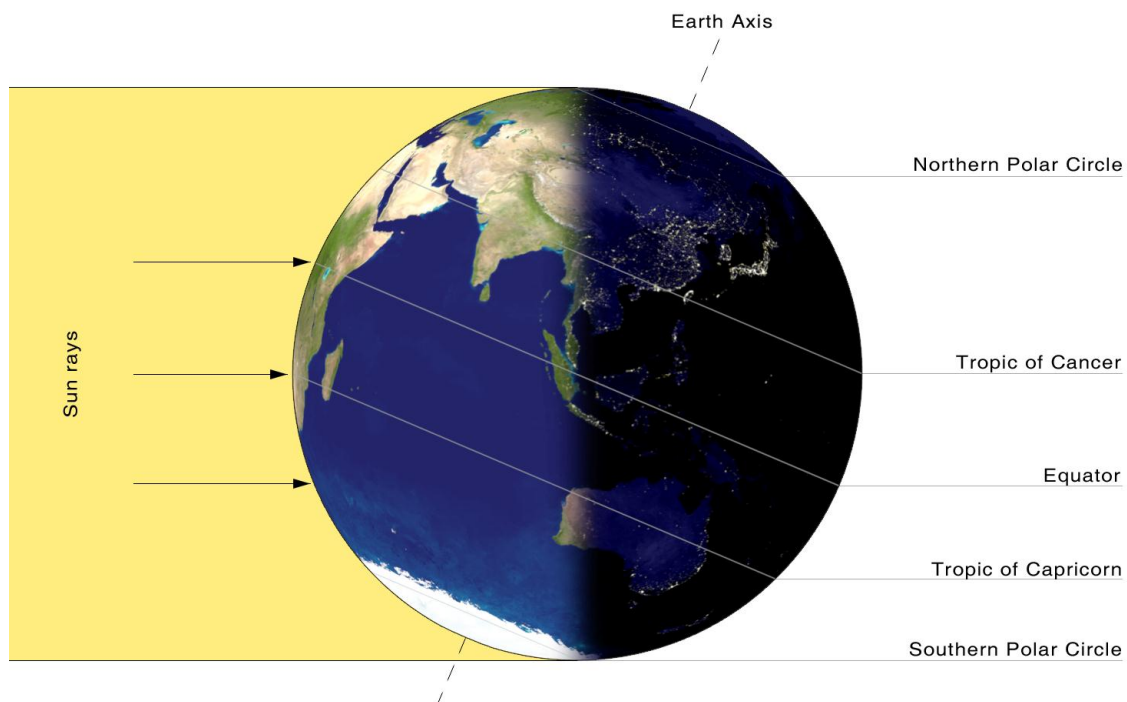 Earth Axis
Northern Polar Circle
Sun rays
Tropic of Cancer
Equator
Tropic of Capricorn
Southern Polar Circle